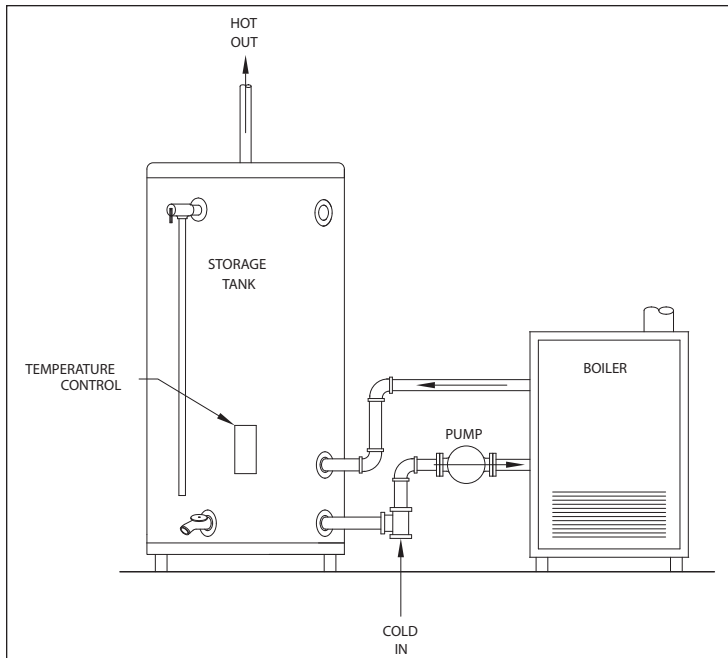 HOT
OUT
STORAGE
TANK
TEMPERATURE
CONTROL
BOILER
PUMP
COLD
IN